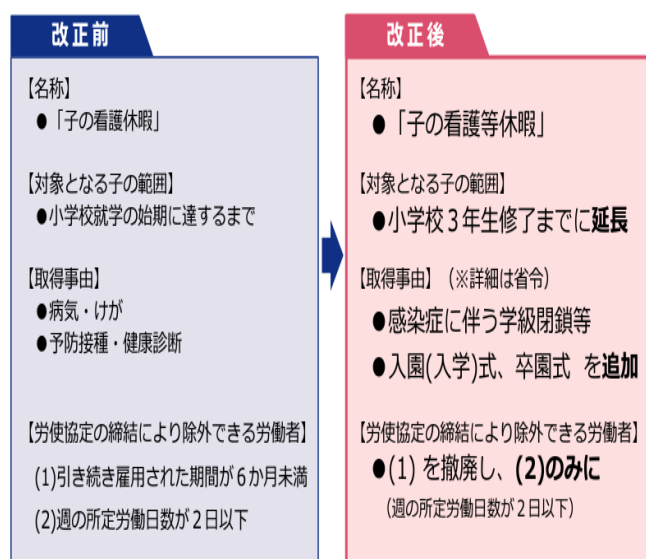 改正前
【名称】
●「子の看護休暇」
【対象となる子の範囲】
●小学校就学の始期に達するまで
【取得事由】
●病気・けが
●予防接種・健康診断
【労使協定の締結により除外できる労働者】
(1)引き続き雇用された期間が６か月未満
(2)週の所定労働日数が２日以下
改正後
【名称】
●「子の看護等休暇」
【対象となる子の範囲】
●小学校３年生修了までに延長
【取得事由】（※詳細は省令）
●感染症に伴う学級閉鎖等
●入園(入学)式、卒園式 を追加
【労使協定の締結により除外できる労働者】
●(1) を撤廃し、(2)のみに
（週の所定労働日数が２日以下）